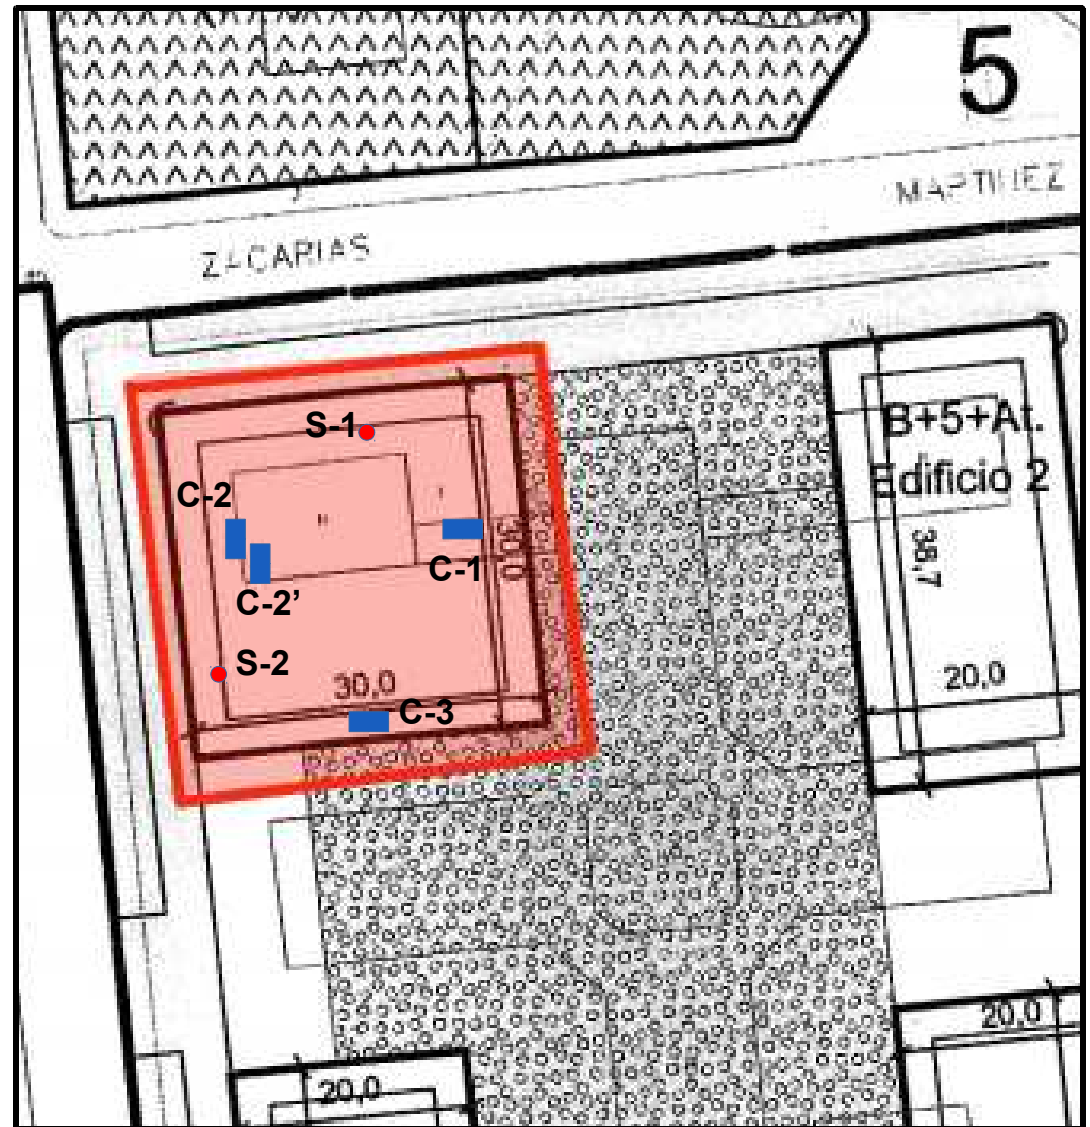 5
MARTINEZ
ZACARIAS
B+5+At.
Edificio 2
S-1
C-2
II
I
30,0
C-1
C-2'
38,7
S-2
30,0
C-3
20,0
20,0
20,0